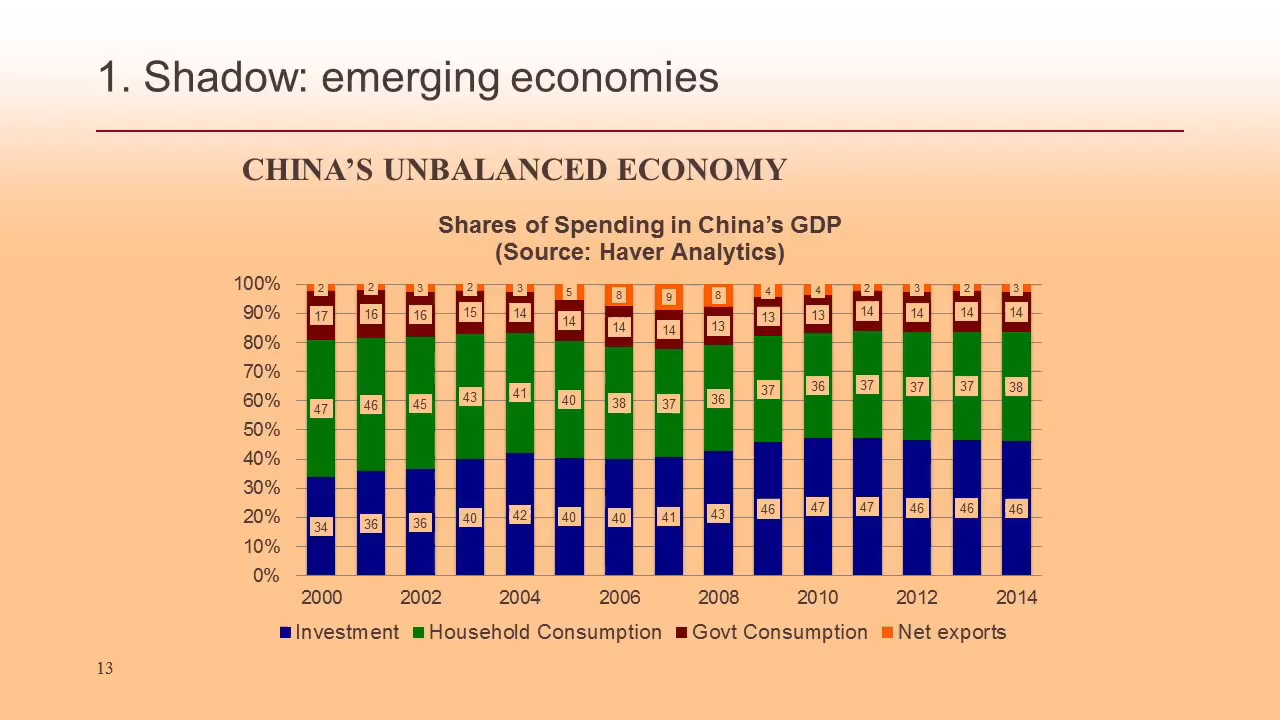 1. Shadow: emerging economies
CHINA’S UNBALANCED ECONOMY
Shares of Spending in China’s GDP
(Source: Haver Analytics)
100%
90%
80%
70%
60%
50%
40%
30%
20%
10%
0%
2 2 3 2 3 5 8 9 8 4 4 2 3 2 3
17 16 16 15 14 14 14 14 13 13 13 14 14 14 14
47 46 45 43 41 40 38 37 36 37 36 37 37 37 38
34 36 36 40 42 40 40 41 43 46 47 47 46 46 46
2000 2002 2004 2006 2008 2010 2012 2014
Investment Household Consumption Govt Consumption Net exports
13